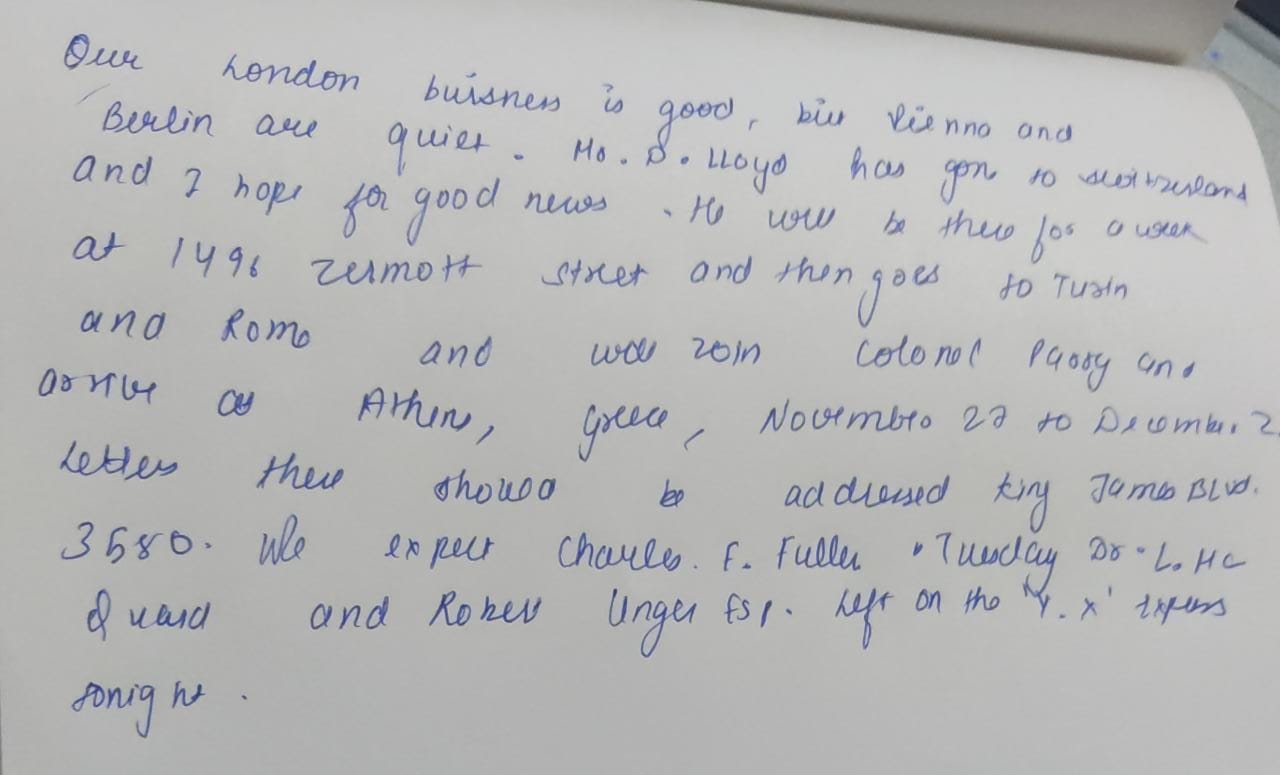 Our London buisness is good, but Vienna and
Berlin are quiet. Mr. D. Lloyd has gone to Switzerland
and I hope for good news. He will be there for a week
at 1496 Zermott Street and then goes to Turin
and Rome and will join Colonel Parry and
arrive at Athens, Greece, November 27 to December 2.
Letters there should be addressed King James Blvd.
3580. We expect Charles. F. Fuller Tuesday Dr. L. Mc
Quaid and Robert Unger Esq. left on the "Y. X' Express
tonight.